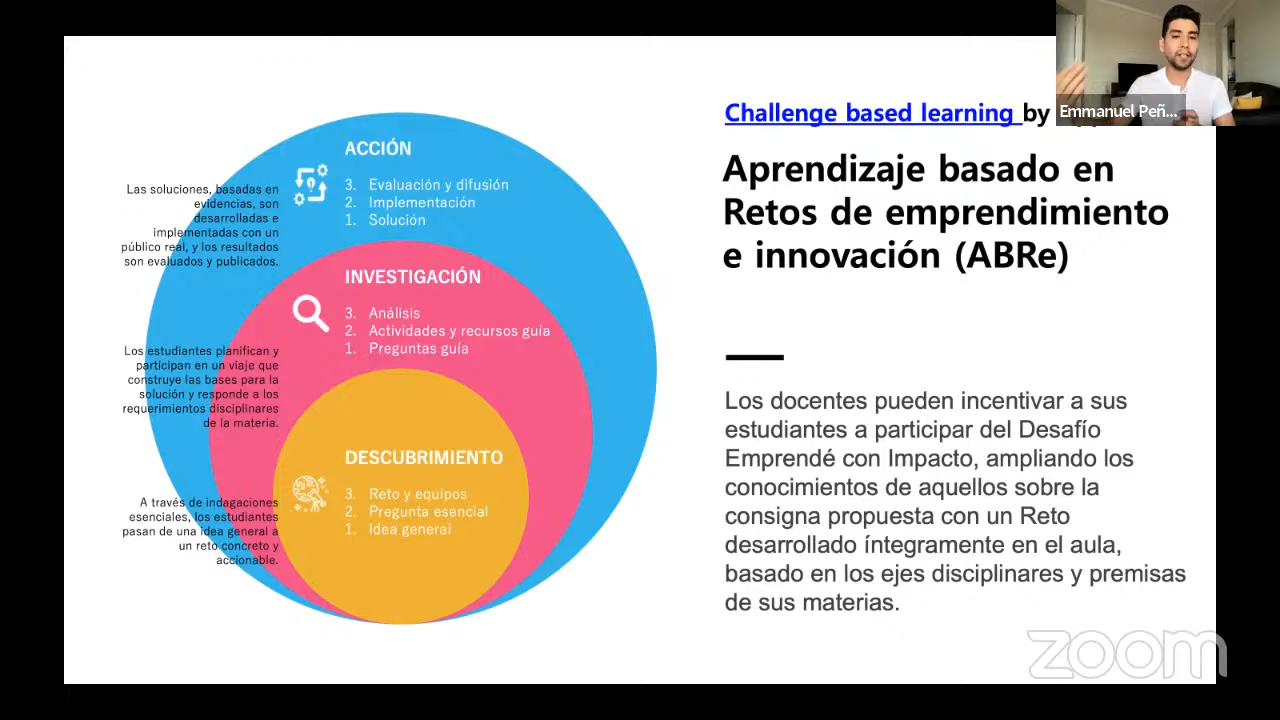 Emmanuel Peñ...
Challenge based learning by
Aprendizaje basado en
Retos de emprendimiento
e innovación (ABRe)
ACCIÓN
3. Evaluación y difusión
2. Implementación
1. Solución
Las soluciones, basadas en
evidencias, son
desarrolladas e
implementadas con un
público real, y los resultados
son evaluados y publicados.
INVESTIGACIÓN
3. Análisis
2. Actividades y recursos guía
1. Preguntas guía
Los estudiantes planifican y
participan en un viaje que
construye las bases para la
solución y responde a los
requerimientos disciplinares
de la materia.
DESCUBRIMIENTO
3. Reto y equipos
2. Pregunta esencial
1. Idea general
A través de indagaciones
esenciales, los estudiantes
pasan de una idea general a
un reto concreto y
accionable.
Los docentes pueden incentivar a sus
estudiantes a participar del Desafío
Emprendé con Impacto, ampliando los
conocimientos de aquellos sobre la
consigna propuesta con un Reto
desarrollado íntegramente en el aula,
basado en los ejes disciplinares y premisas
de sus materias.
zoom